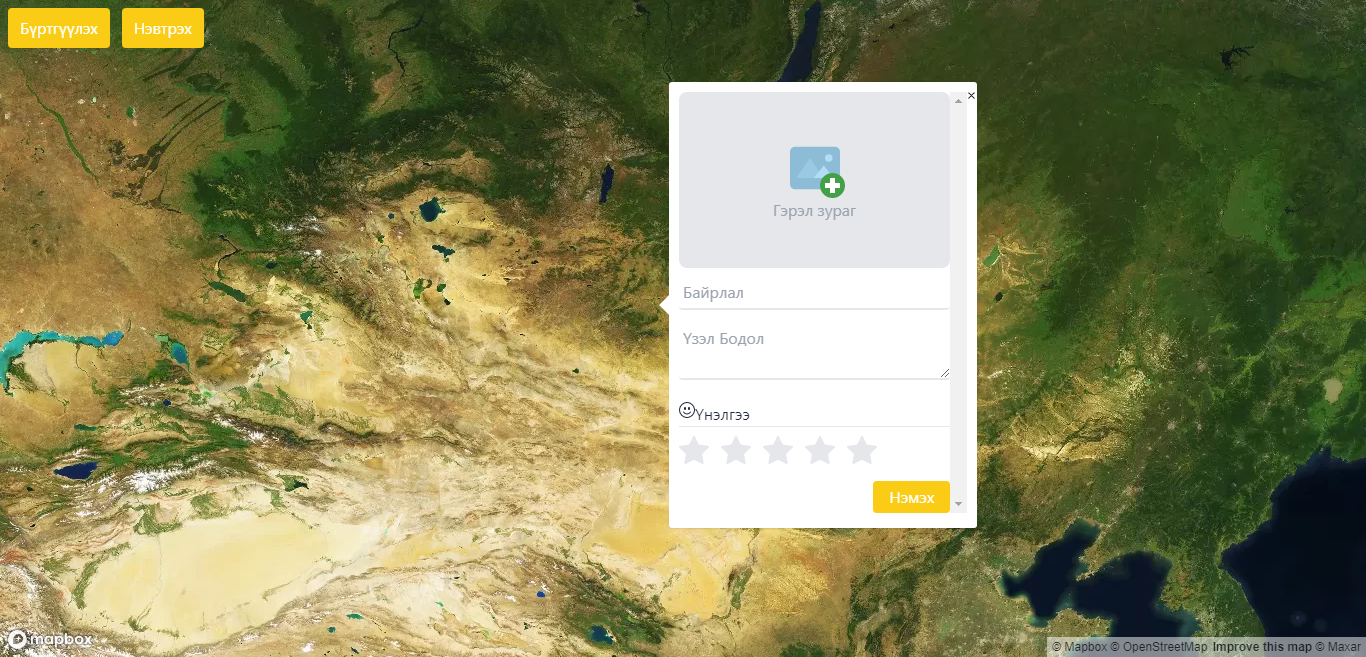 Бүртгүүлэх
Нэвтрэх
×
Гэрэл зураг
Байрлал
Үзэл Бодол
Үнэлгээ
Нэмэх
mapbox
© Mapbox © OpenStreetMap Improve this map © Maxar